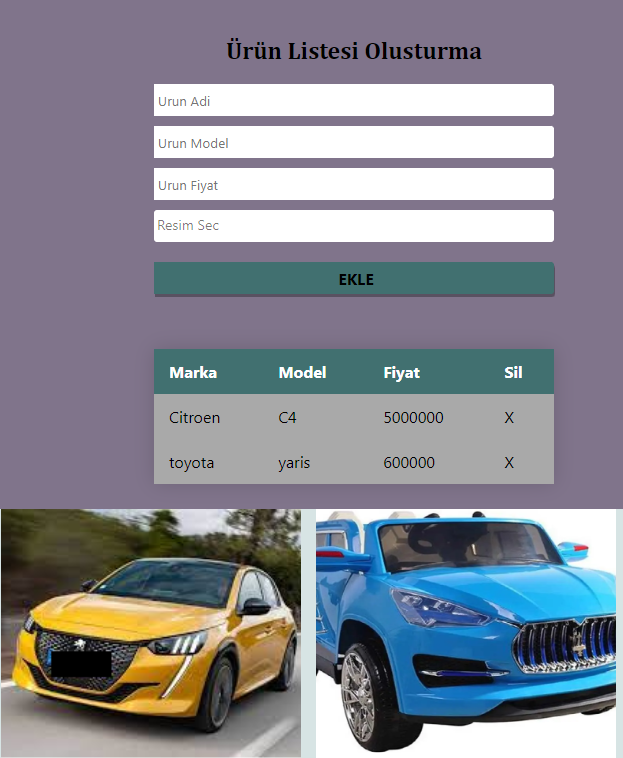 Ürün Listesi Olusturma
Urun Adi
Urun Model
Urun Fiyat
Resim Sec
EKLE
Marka Model Fiyat Sil
Citroen C4 5000000 X
toyota yaris 600000 X